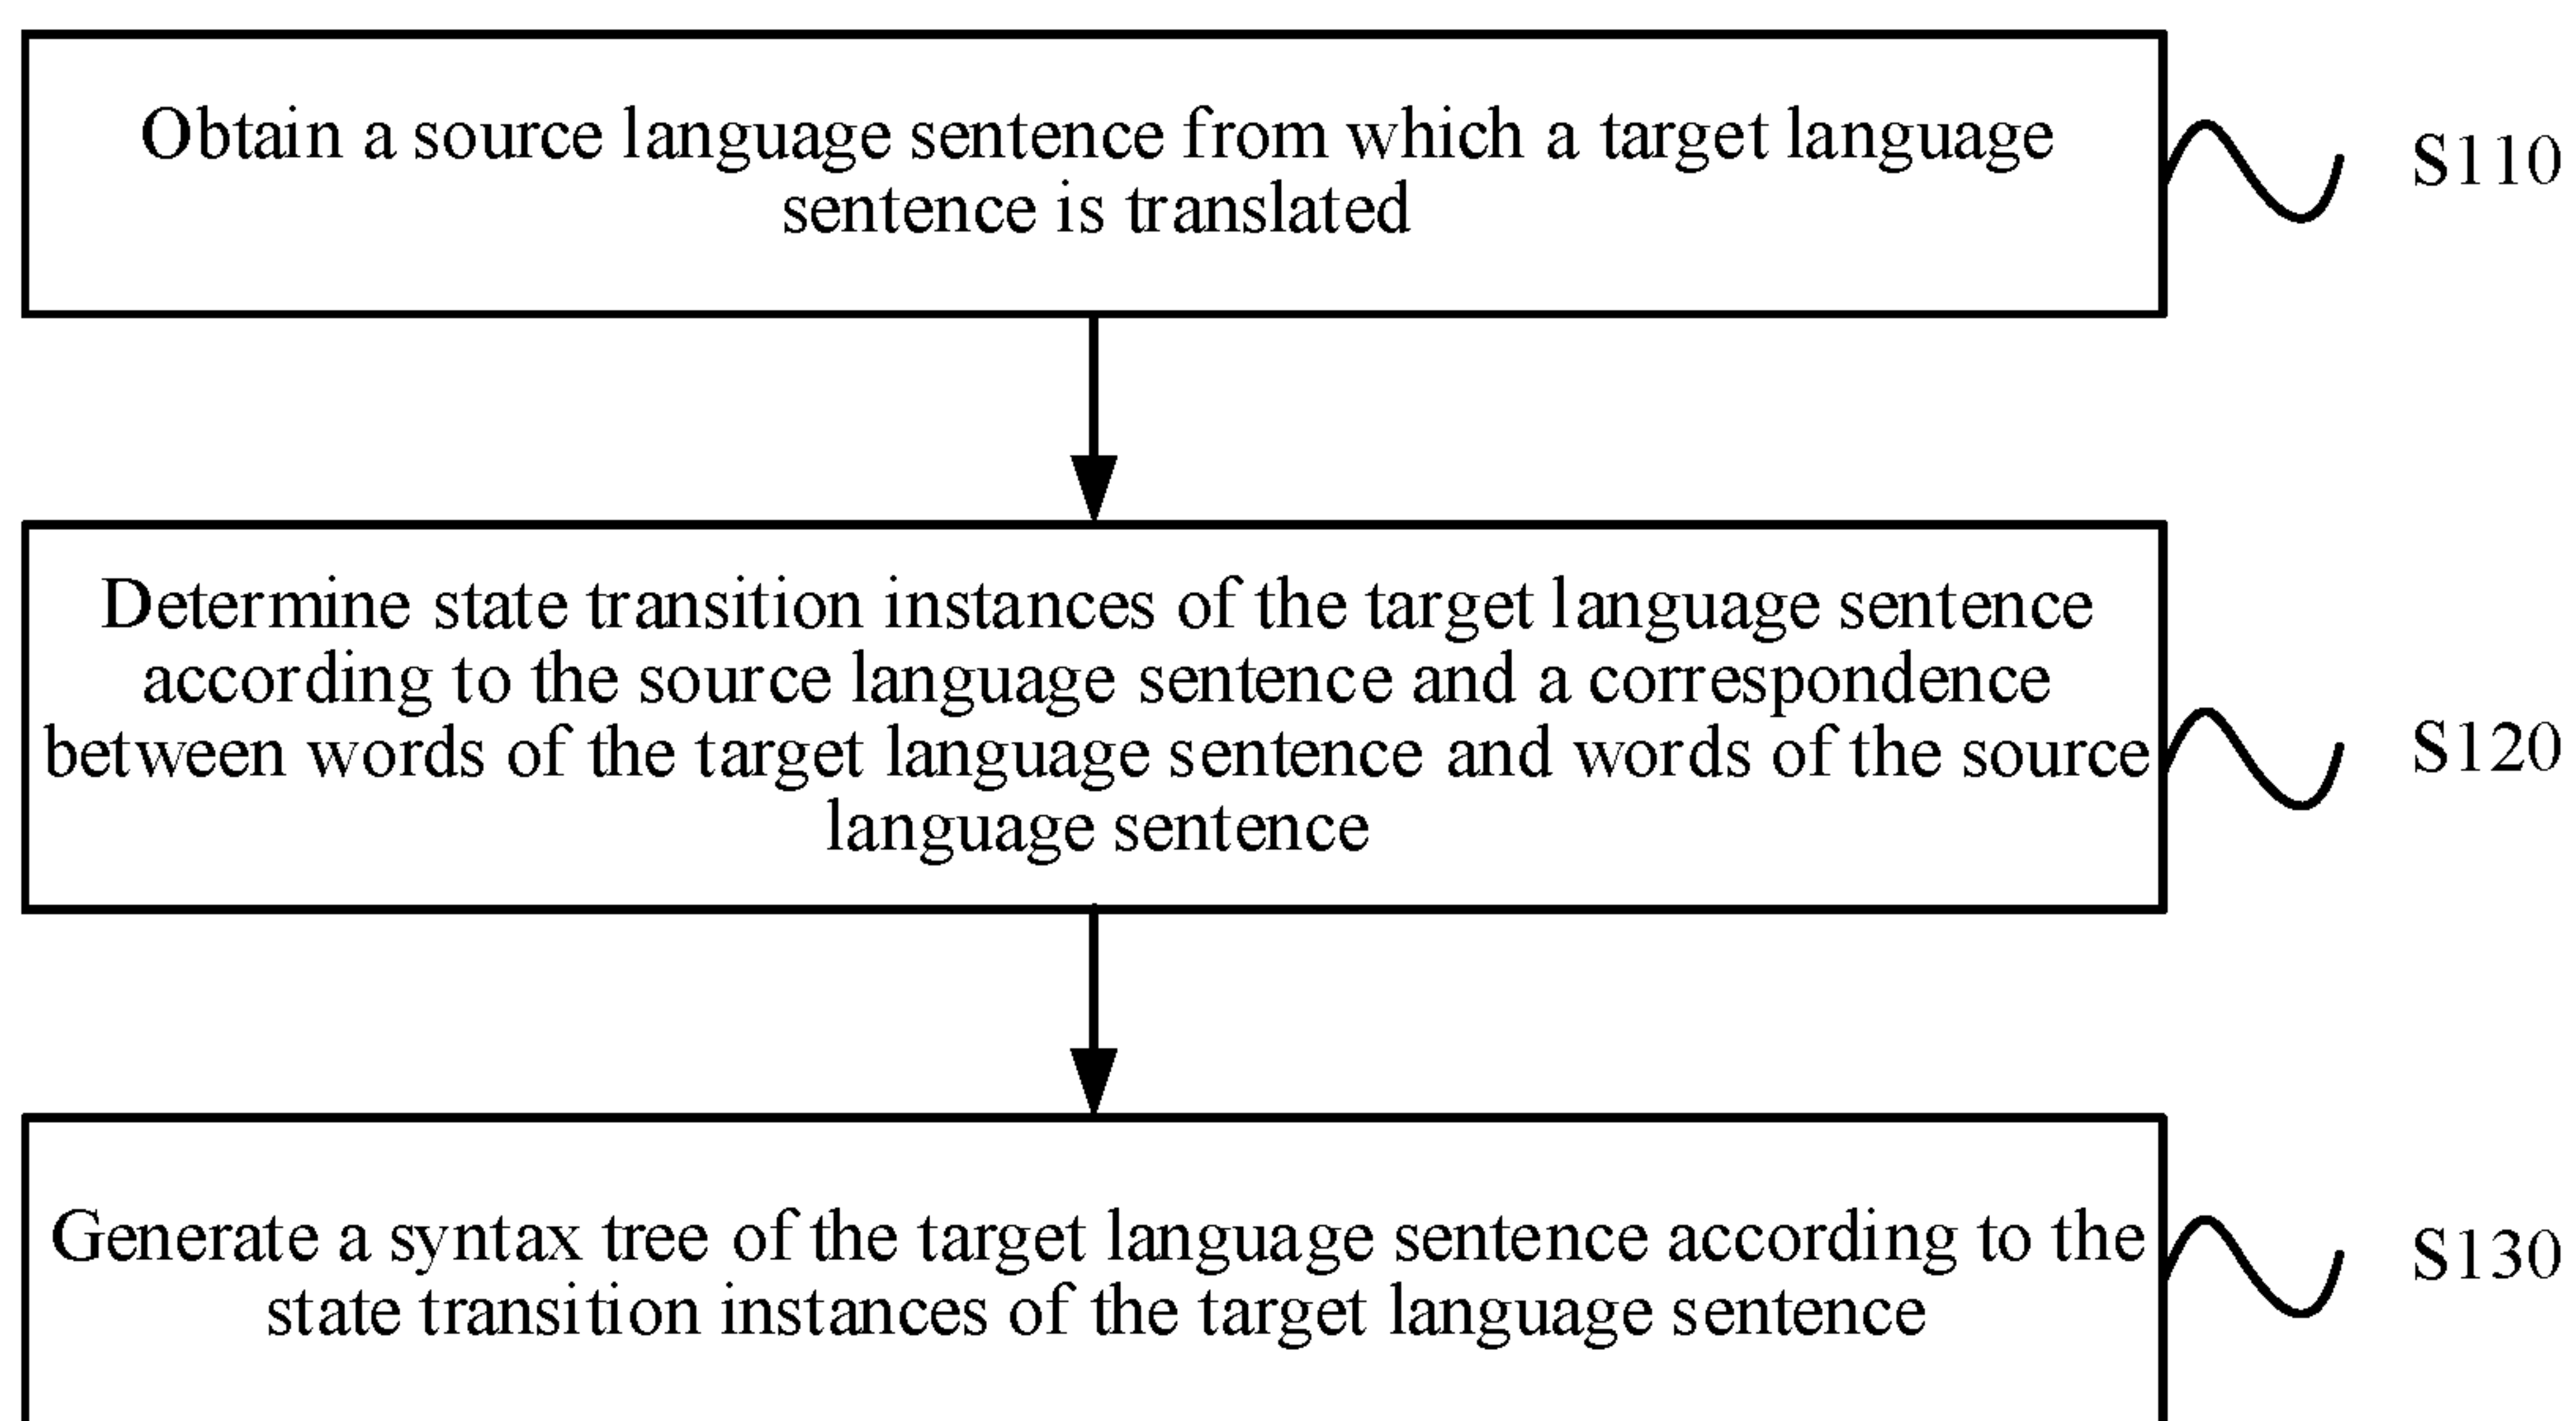 Obtain a source language sentence from which a target language
sentence is translated
S110
Determine state transition instances of the target language sentence
according to the source language sentence and a correspondence
between words of the target language sentence and words of the source
language sentence
S120
Generate a syntax tree of the target language sentence according to the
state transition instances of the target language sentence
S130